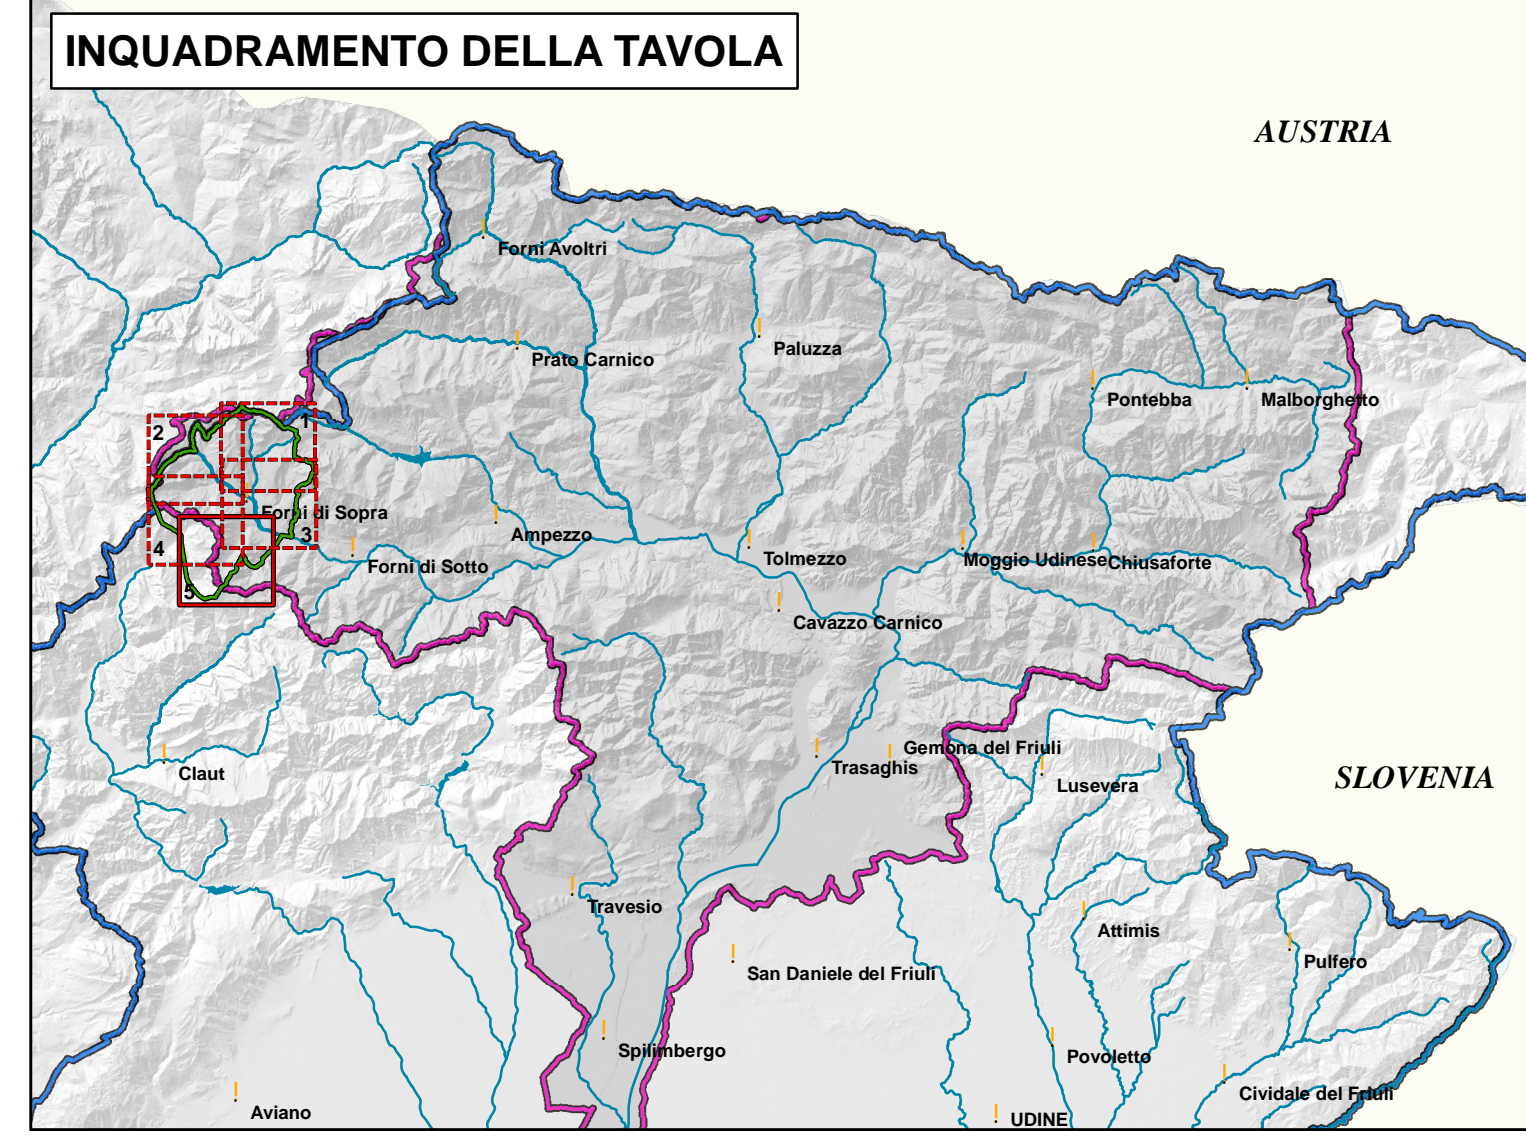 INQUADRAMENTO DELLA TAVOLA
AUSTRIA
Forni Avoltri
Paluzza
Prato Carnico
Pontebba
Malborghetto
1
2
Forni di Sopra
Ampezzo
3
4
Forni di Sotto
Tolmezzo
Moggio Udinese
Chiusaforte
5
Cavazzo Carnico
Gemona del Friuli
Trasaghis
Claut
Lusevera
SLOVENIA
Travesio
Attimis
San Daniele del Friuli
Pulfero
Spilimbergo
Povoletto
Cividale del Friuli
Aviano
UDINE